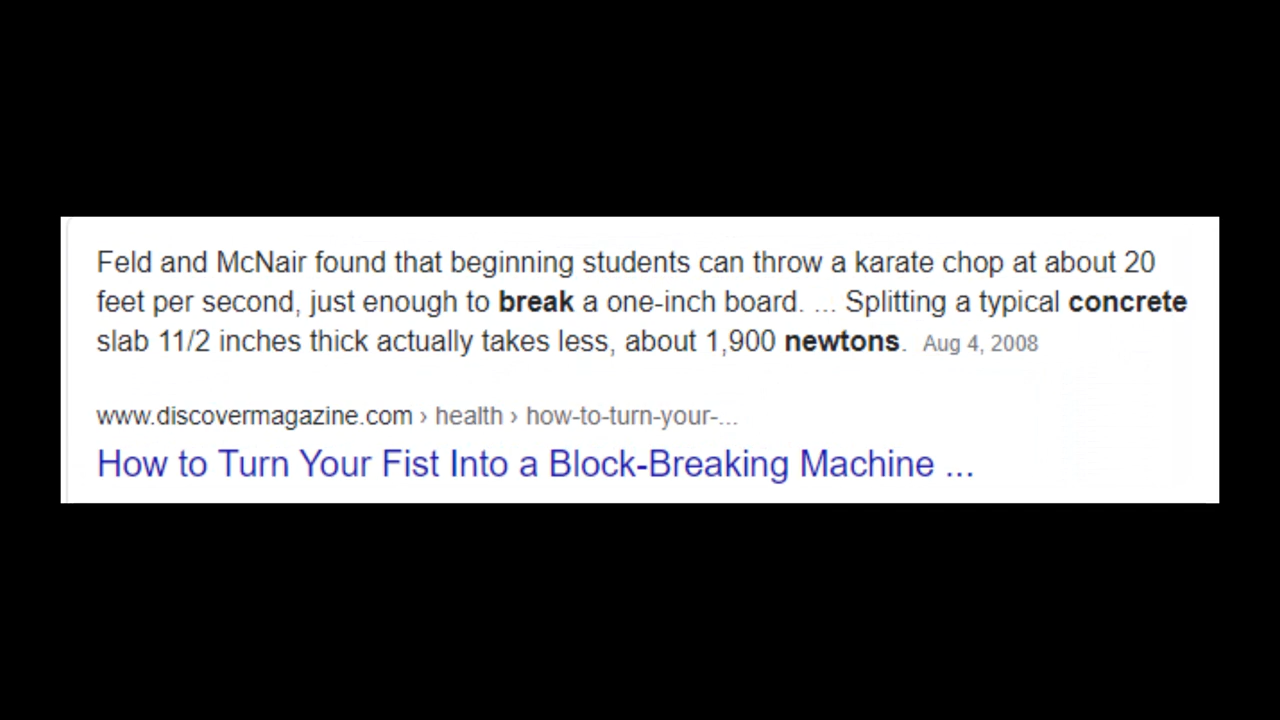 Feld and McNair found that beginning students can throw a karate chop at about 20
feet per second, just enough to break a one-inch board. ... Splitting a typical concrete
slab 11/2 inches thick actually takes less, about 1,900 newtons. Aug 4, 2008
www.discovermagazine.com › health › how-to-turn-your-...
How to Turn Your Fist Into a Block-Breaking Machine ...